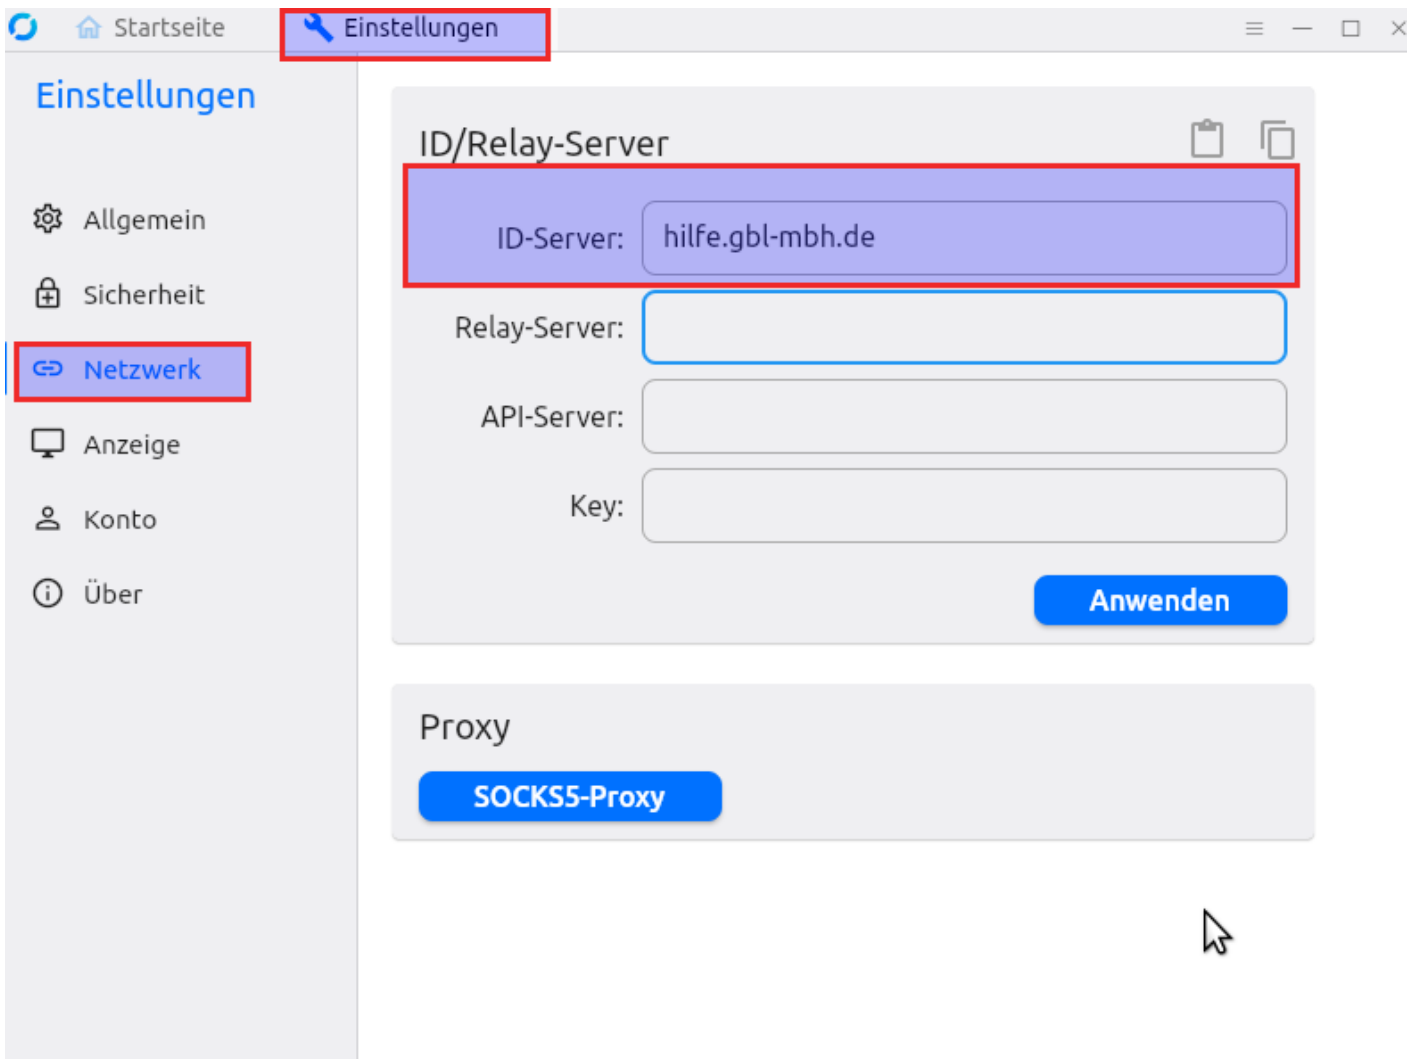 Startseite
Einstellungen
Einstellungen
Allgemein
Sicherheit
Netzwerk
Anzeige
Konto
Über
ID/Relay-Server
ID-Server: hilfe.gbl-mbh.de
Relay-Server:
API-Server:
Key:
Anwenden
Proxy
SOCKS5-Proxy